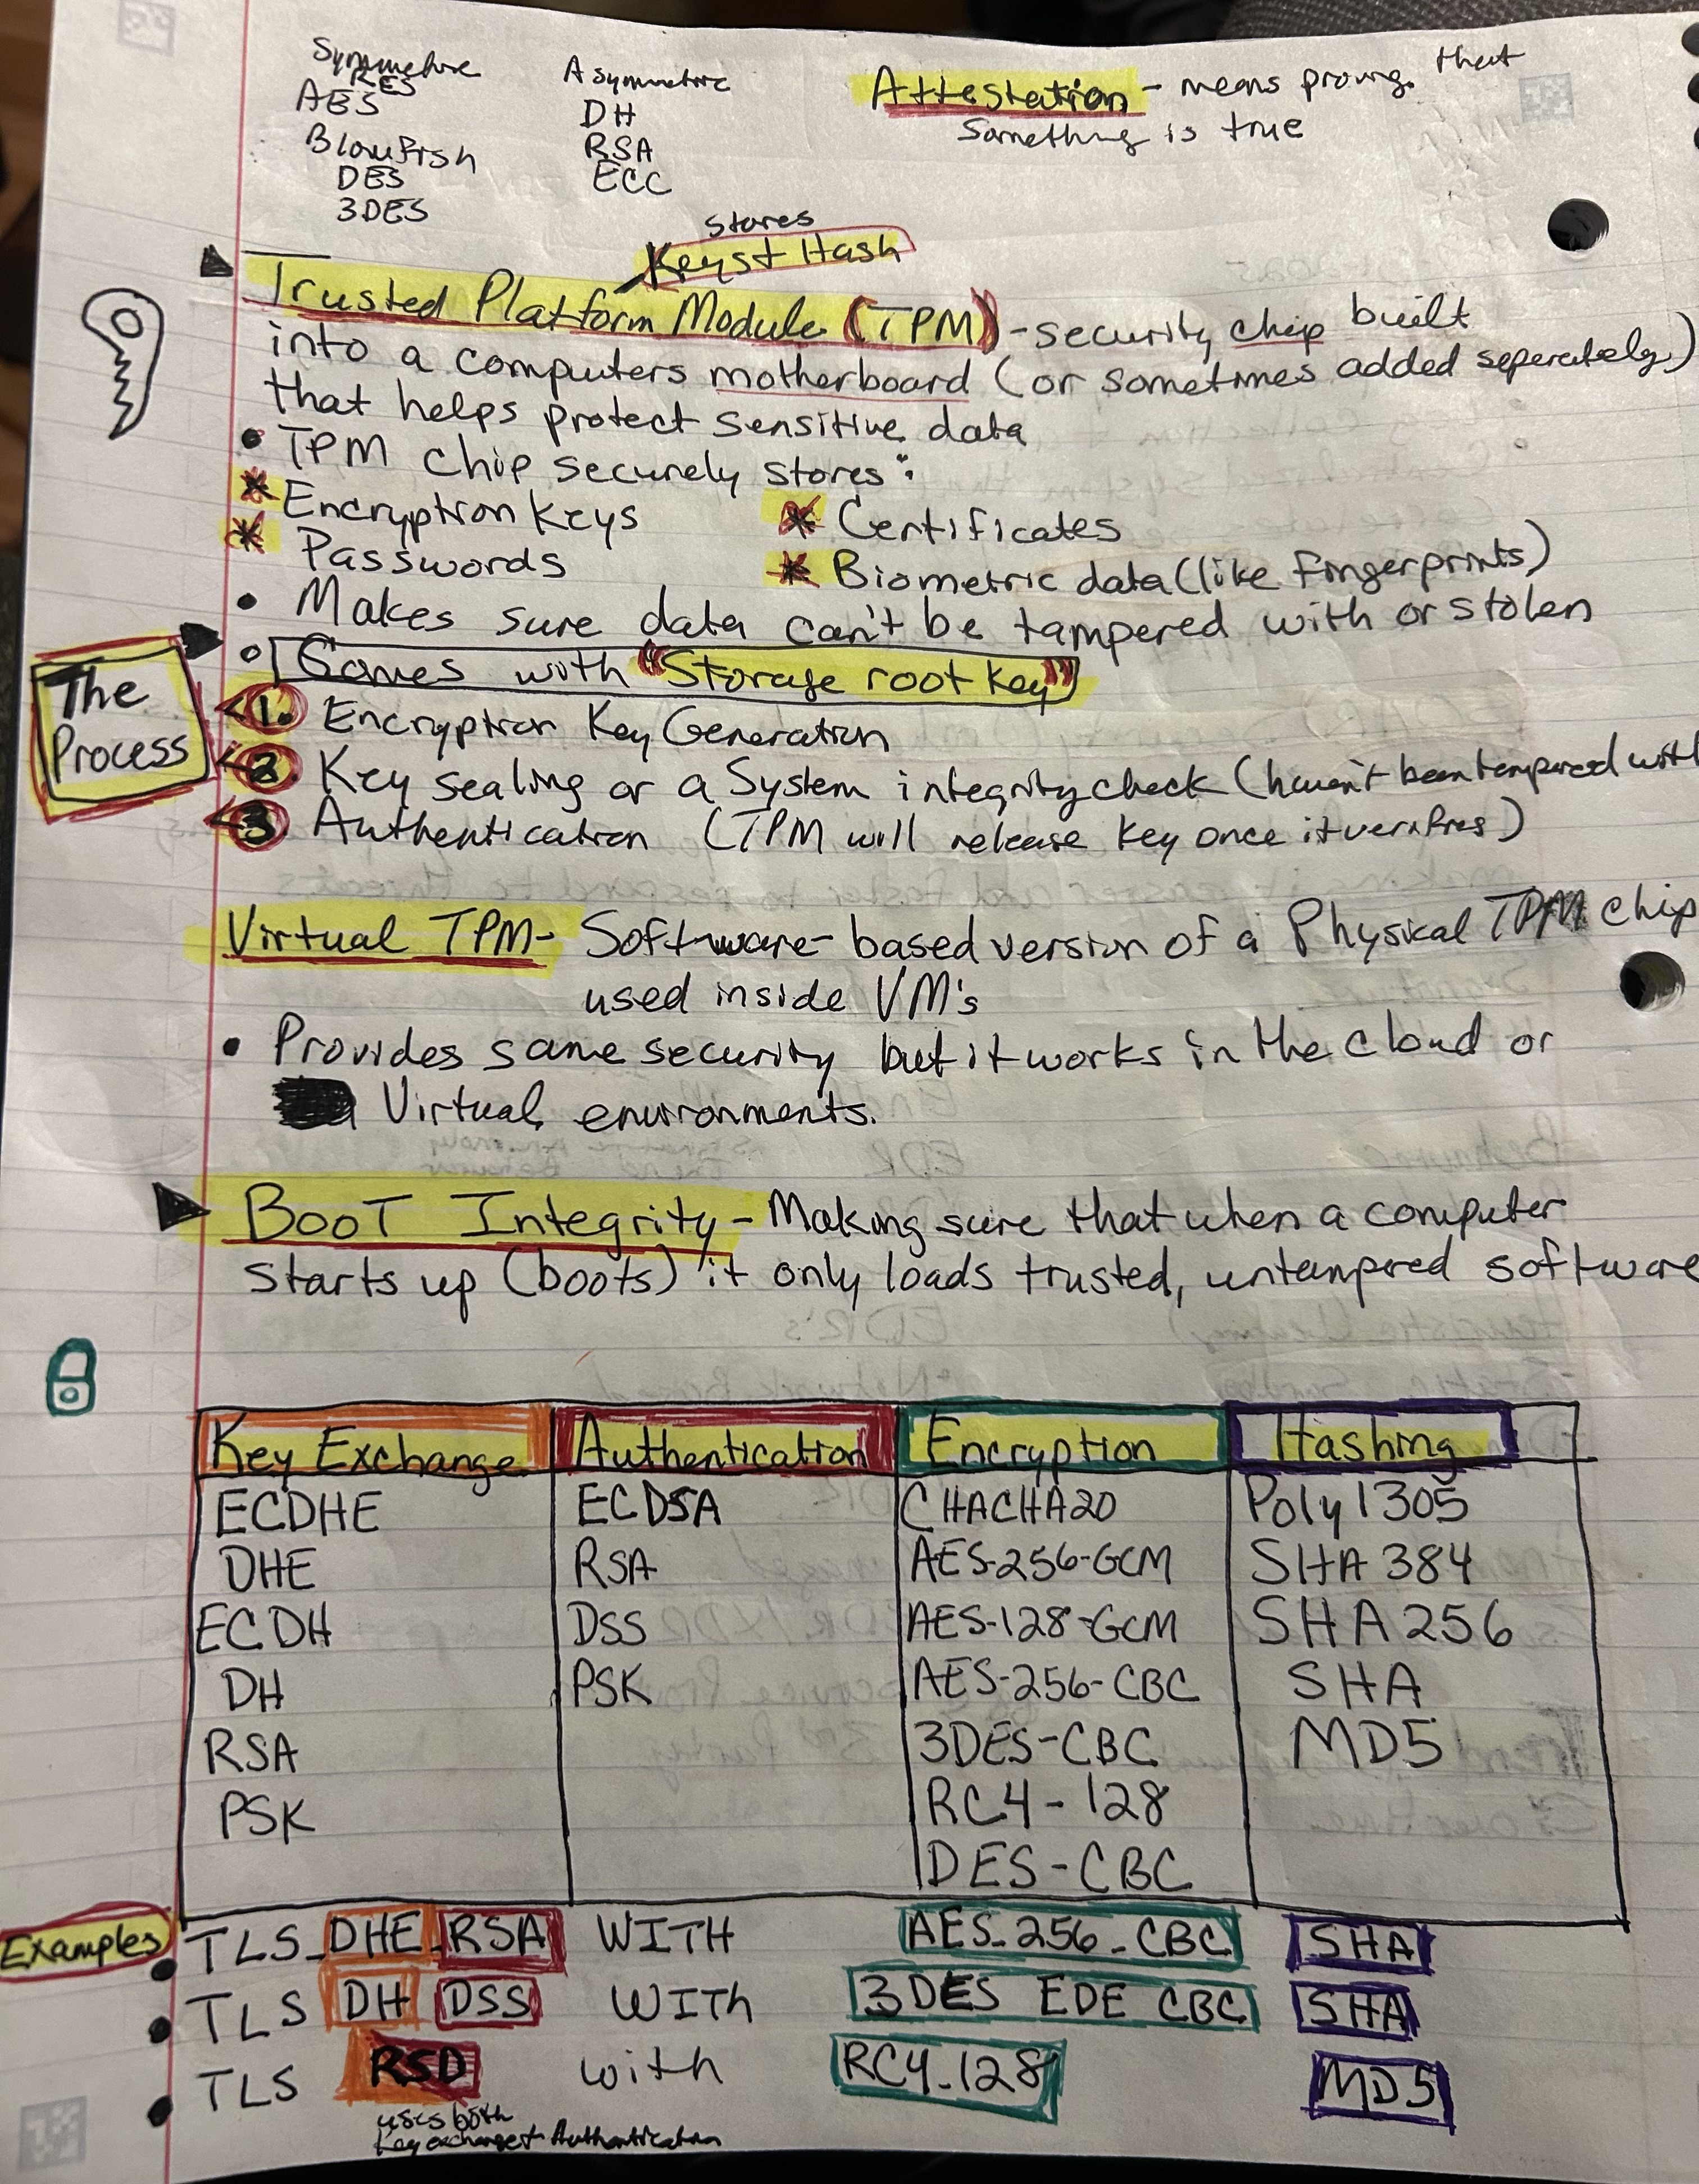 Symmetric
RES
AES
Blowfish
DES
3DES
Asymmetric
DH
RSA
ECC
Attestation - means proving that
Something is true
Stores
Keys + Hash
Trusted Platform Module (TPM) - security chip built
into a computers motherboard (or sometimes added seperately)
that helps protect sensitive data
• TPM chip securely stores:
* Encryption Keys * Certificates
* Passwords * Biometric data (like fingerprints)
• Makes sure data can't be tampered with or stolen
Comes with "Storage root key"
The
Process
1. Encryption Key Generation
2. Key sealing or a System integrity check (haven't been tempered with
3. Authentication (TPM will release key once it verifies)
Virtual TPM - Software-based version of a Physical TPM chip
used inside VM's
• Provides same security but it works in the cloud or
Virtual environments.
BOOT Integrity - Making sure that when a computer
starts up (boots) it only loads trusted, untampered software
Key Exchange Authentication Encryption Hashing
ECDHE ECDSA CHACHA20 Poly1305
DHE RSA AES-256-GCM SHA 384
ECDH DSS AES-128-GCM SHA 256
DH PSK AES-256-CBC SHA
RSA 3DES-CBC MD5
PSK RC4-128
DES-CBC
Examples
• TLS_DHE_RSA WITH AES_256_CBC SHA
• TLS DH DSS WITH 3DES EDE CBC SHA
• TLS RSD with RC4_128 MD5
uses both
Key exchange + Authentication